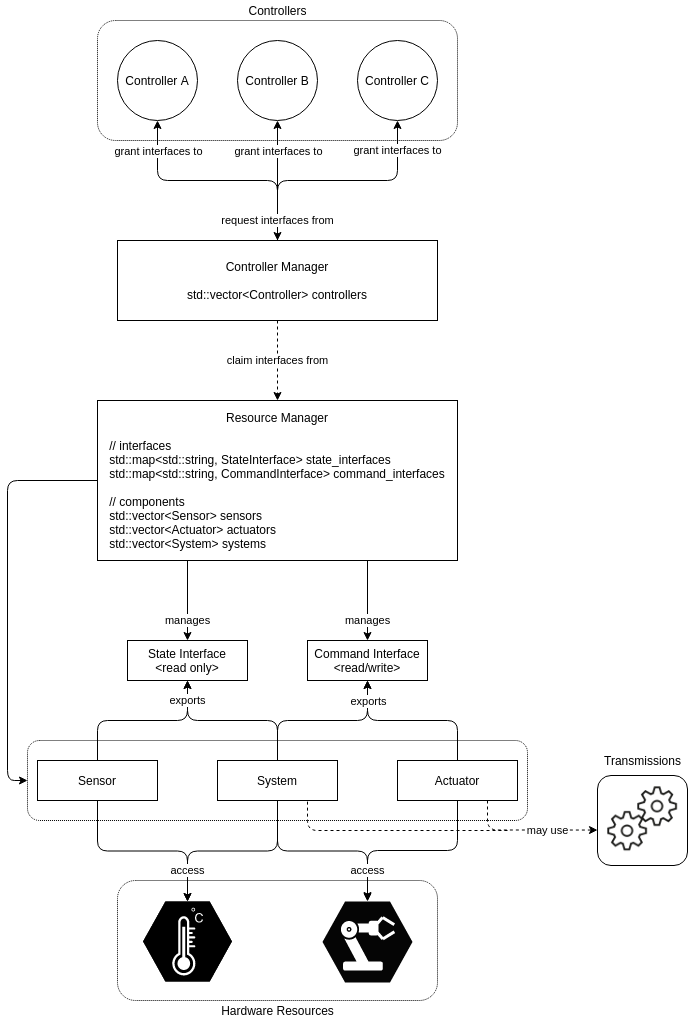 Controllers
Controller A
Controller B
Controller C
grant interfaces to
grant interfaces to
grant interfaces to
request interfaces from
Controller Manager
std::vector<Controller> controllers
claim interfaces from
Resource Manager
// interfaces
std::map<std::string, StateInterface> state_interfaces
std::map<std::string, CommandInterface> command_interfaces
// components
std::vector<Sensor> sensors
std::vector<Actuator> actuators
std::vector<System> systems
manages
manages
State Interface
<read only>
Command Interface
<read/write>
exports
exports
Sensor
System
Actuator
Transmissions
may use
access
access
°C
Hardware Resources